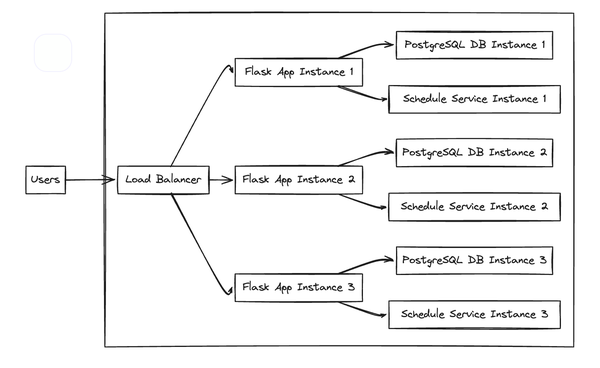 PostgreSQL DB Instance 1
Flask App Instance 1
Schedule Service Instance 1
PostgreSQL DB Instance 2
Users
Load Balancer
Flask App Instance 2
Schedule Service Instance 2
PostgreSQL DB Instance 3
Flask App Instance 3
Schedule Service Instance 3